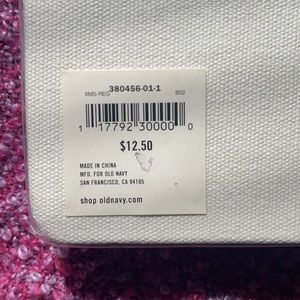 380456-01-1
XMS-REG B02
1 17792 30000 0
$12.50
MADE IN CHINA
MFD. FOR OLD NAVY
SAN FRANCISCO, CA 94105
shop oldnavy.com